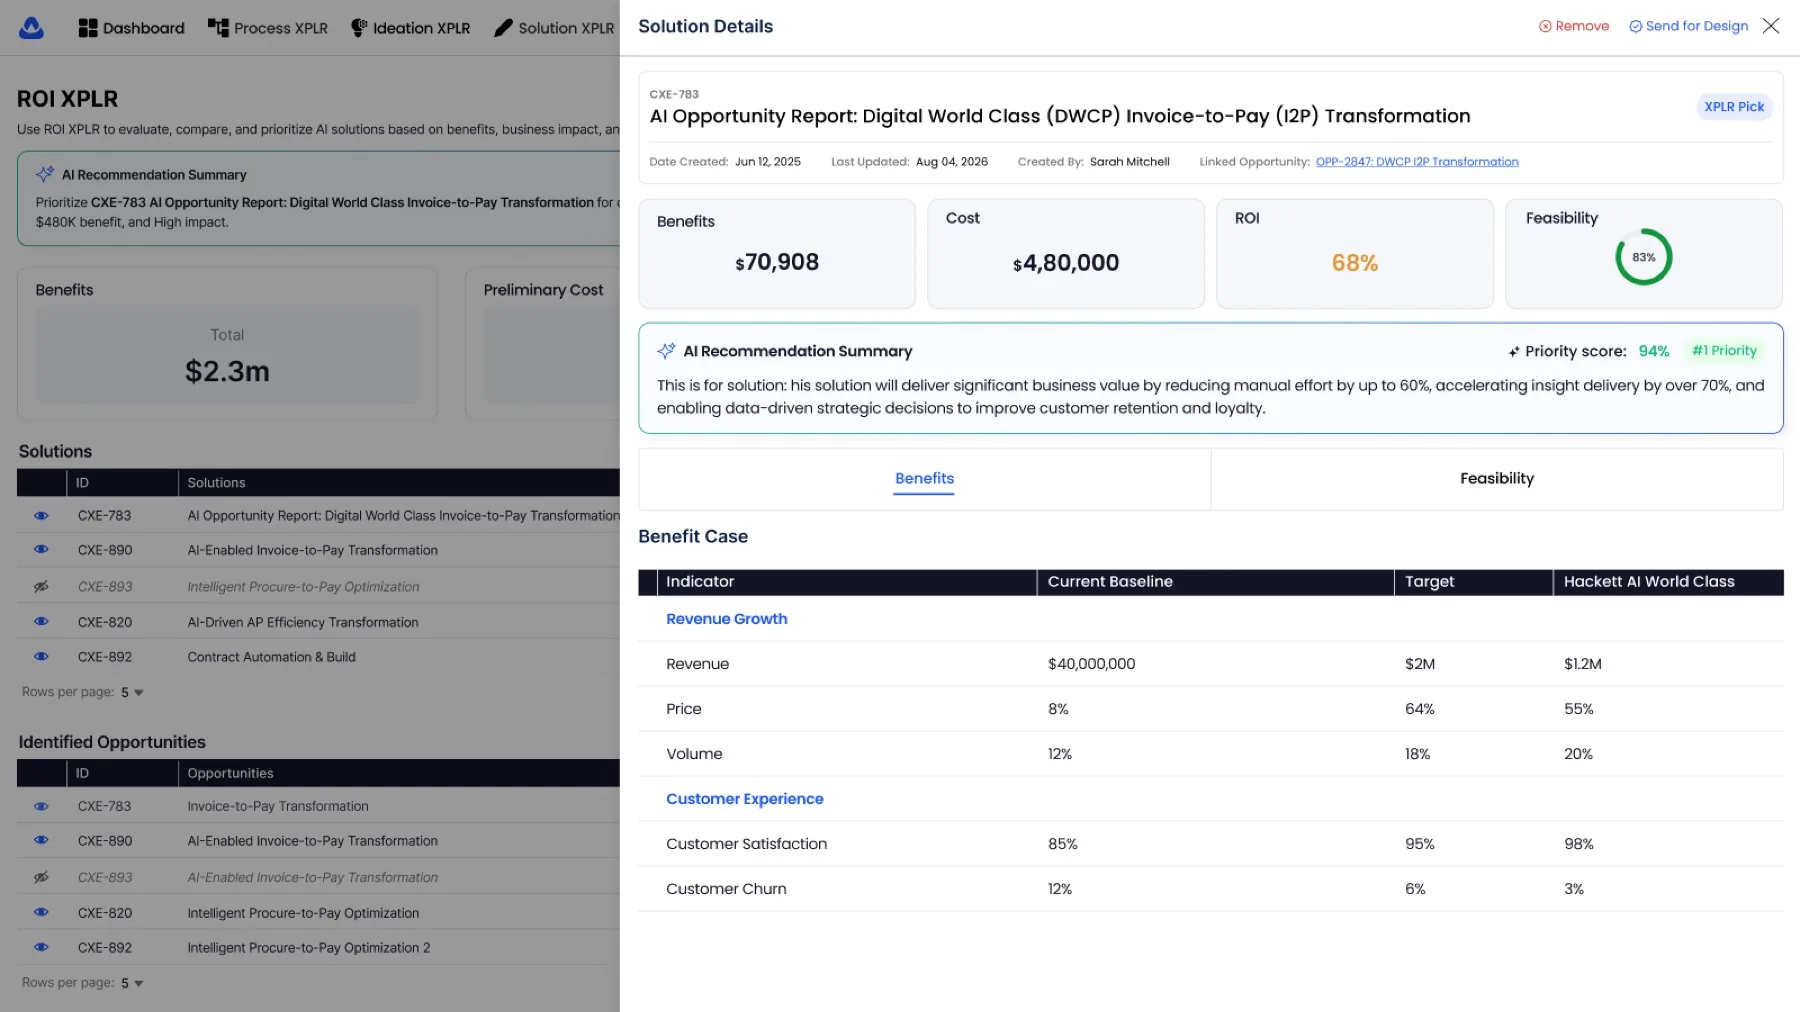 Dashboard
Process XPLR
Ideation XPLR
Solution XPLR
ROI XPLR
Use ROI XPLR to evaluate, compare, and prioritize AI solutions based on benefits, business impact, an
AI Recommendation Summary
Prioritize CXE-783 AI Opportunity Report: Digital World Class Invoice-to-Pay Transformation for
$480K benefit, and High impact.
Benefits
Total
$2.3m
Preliminary Cost
Solutions
ID Solutions
CXE-783 AI Opportunity Report: Digital World Class Invoice-to-Pay Transformation
CXE-890 AI-Enabled Invoice-to-Pay Transformation
CXE-893 Intelligent Procure-to-Pay Optimization
CXE-820 AI-Driven AP Efficiency Transformation
CXE-892 Contract Automation & Build
Rows per page: 5
Identified Opportunities
ID Opportunities
CXE-783 Invoice-to-Pay Transformation
CXE-890 AI-Enabled Invoice-to-Pay Transformation
CXE-893 AI-Enabled Invoice-to-Pay Transformation
CXE-820 Intelligent Procure-to-Pay Optimization
CXE-892 Intelligent Procure-to-Pay Optimization 2
Rows per page: 5
Solution Details
Remove
Send for Design
CXE-783
AI Opportunity Report: Digital World Class (DWCP) Invoice-to-Pay (I2P) Transformation
XPLR Pick
Date Created: Jun 12, 2025 Last Updated: Aug 04, 2026 Created By: Sarah Mitchell Linked Opportunity: OPP-2847: DWCP I2P Transformation
Benefits
$70,908
Cost
$4,80,000
ROI
68%
Feasibility
83%
AI Recommendation Summary
Priority score: 94% #1 Priority
This is for solution: his solution will deliver significant business value by reducing manual effort by up to 60%, accelerating insight delivery by over 70%, and
enabling data-driven strategic decisions to improve customer retention and loyalty.
Benefits
Feasibility
Benefit Case
Indicator Current Baseline Target Hackett AI World Class
Revenue Growth
Revenue $40,000,000 $2M $1.2M
Price 8% 64% 55%
Volume 12% 18% 20%
Customer Experience
Customer Satisfaction 85% 95% 98%
Customer Churn 12% 6% 3%